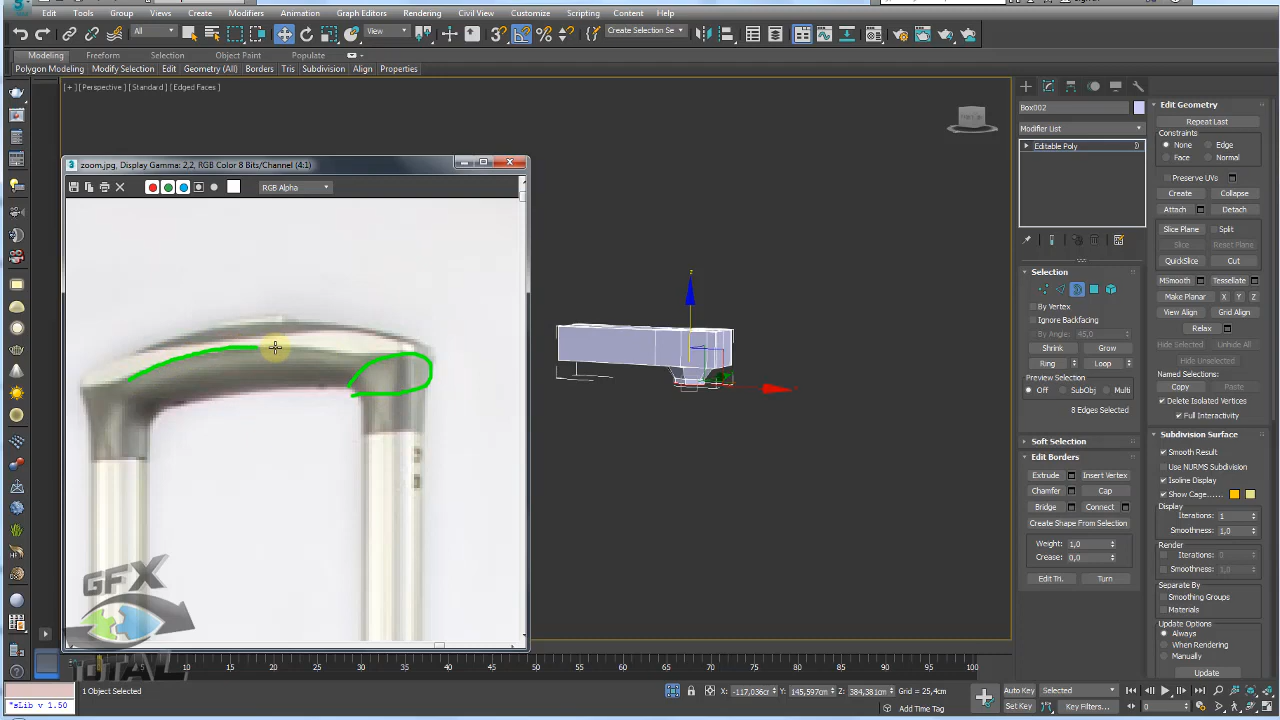 Edit Tools Group Views Create Modifiers Animation Graph Editors Rendering Civil View Customize Scripting Content Help
All View Create Selection Se
Modeling Freeform Selection Object Paint Populate
Polygon Modeling Modify Selection Edit Geometry (All) Borders Tris Subdivision Align Properties
[+] [Perspective] [Standard] [Edged Faces]
zoom.jpg, Display Gamma: 2,2, RGB Color 8 Bits/Channel (4:1)
RGB Alpha
GFX
TOTAL
z
Box002
Modifier List
Editable Poly
Selection
By Vertex
Ignore Backfacing
By Angle: 45,0
Shrink Grow
Ring Loop
Preview Selection
Off SubObj Multi
8 Edges Selected
Soft Selection
Edit Borders
Extrude Insert Vertex
Chamfer Cap
Bridge Connect
Create Shape From Selection
Weight: 1,0
Crease: 0,0
Edit Tri. Turn
Edit Geometry
Repeat Last
Constraints
None Edge
Face Normal
Preserve UVs
Create Collapse
Attach Detach
Slice Plane Split
Slice Reset Plane
QuickSlice Cut
MSmooth Tessellate
Make Planar X Y Z
View Align Grid Align
Relax
Hide Selected Unhide All
Hide Unselected
Copy Paste
Delete Isolated Vertices
Full Interactivity
Subdivision Surface
Smooth Result
Use NURMS Subdivision
Isoline Display
Show Cage......
Display
Iterations: 1
Smoothness: 1,0
Render
Iterations: 0
Smoothness: 1,0
Separate By
Smoothing Groups
Materials
Update Options
Always
When Rendering
Manually
Update
15 20 25 30 35 40 45 50 55 60 65 70 75 80 85 90 95 100
1 Object Selected X: -117,036cm Y: 145,597cm Z: 384,381cm Grid = 25,4cm Auto Key Selected
"sLib v 1.50 Add Time Tag Set Key Key Filters... 0